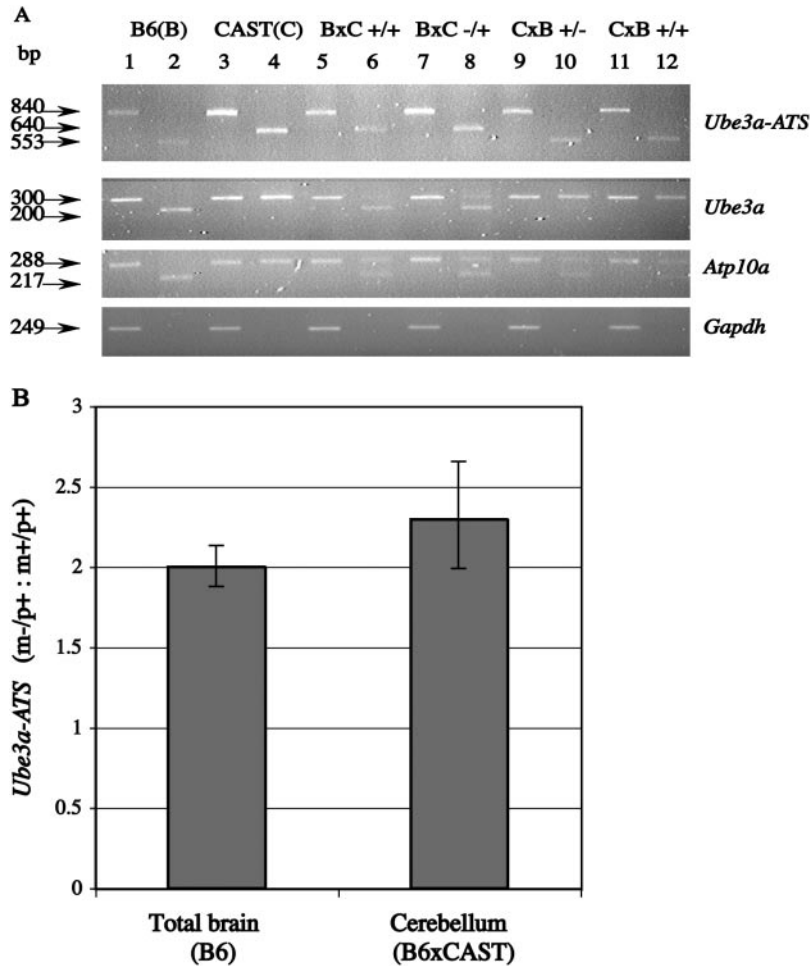 A
B6(B) CAST(C) BxC +/+ BxC -/+ CxB +/- CxB +/+
bp 1 2 3 4 5 6 7 8 9 10 11 12
840
640
553
Ube3a-ATS
300
200
Ube3a
288
217
Atp10a
249
Gapdh
B
3
2.5
2
1.5
1
0.5
0
Ube3a-ATS (m-/p+ : m+/p+)
Total brain Cerebellum
(B6) (B6xCAST)